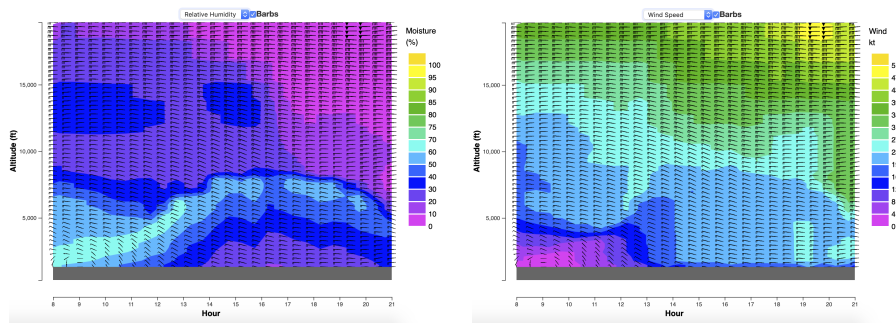 Relative Humidity Barbs
Moisture
(%)
100
95
90
80
75
70
60
50
40
30
20
10
0
15,000
10,000
5,000
Altitude (ft)
8 9 10 11 12 13 14 15 16 17 18 19 20 21
Hour
Wind Speed Barbs
Wind
kt
15,000
10,000
5,000
Altitude (ft)
8 9 10 11 12 13 14 15 16 17 18 19 20 21
Hour